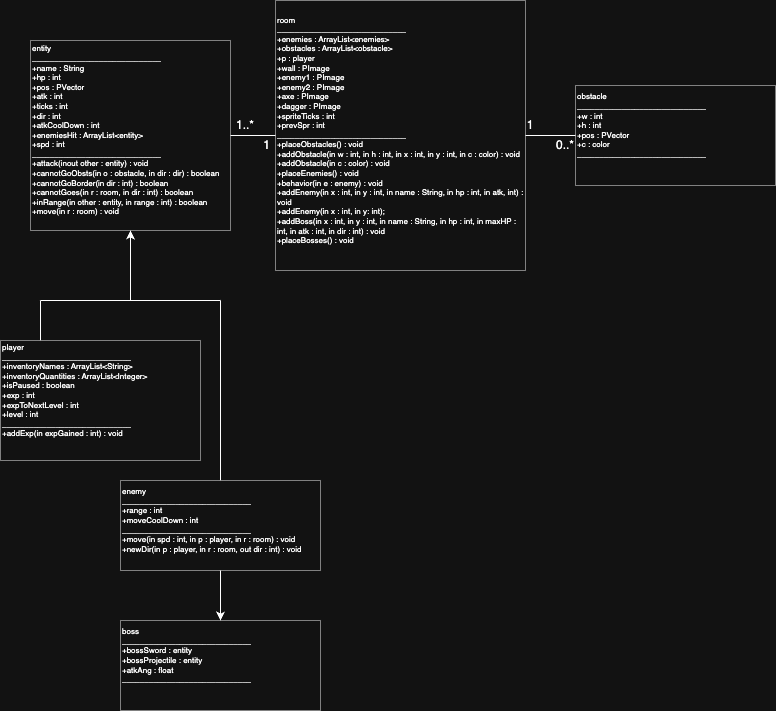 entity
+name : String
+hp : int
+pos : PVector
+atk : int
+ticks : int
+dir : int
+atkCoolDown : int
+enemiesHit : ArrayList<entity>
+spd : int
+attack(inout other : entity) : void
+cannotGoObsts(in o : obstacle, in dir : dir) : boolean
+cannotGoBorder(in dir : int) : boolean
+cannotGoes(in r : room, in dir : int) : boolean
+inRange(in other : entity, in range : int) : boolean
+move(in r : room) : void
1..*
1
room
+enemies : ArrayList<enemies>
+obstacles : ArrayList<obstacle>
+p : player
+wall : PImage
+enemy1 : PImage
+enemy2 : PImage
+axe : PImage
+dagger : PImage
+spriteTicks : int
+prevSpr : int
+placeObstacles() : void
+addObstacle(in w : int, in h : int, in x : int, in y : int, in c : color) : void
+addObstacle(in c : color) : void
+placeEnemies() : void
+behavior(in e : enemy) : void
+addEnemy(in x : int, in y : int, in name : String, in hp : int, in atk, int) :
void
+addEnemy(in x : int, in y: int);
+addBoss(in x : int, in y : int, in name : String, in hp : int, in maxHP :
int, in atk : int, in dir : int) : void
+placeBosses() : void
1
0..*
obstacle
+w : int
+h : int
+pos : PVector
+c : color
player
+inventoryNames : ArrayList<String>
+inventoryQuantities : ArrayList<Integer>
+isPaused : boolean
+exp : int
+expToNextLevel : int
+level : int
+addExp(in expGained : int) : void
enemy
+range : int
+moveCoolDown : int
+move(in spd : int, in p : player, in r : room) : void
+newDir(in p : player, in r : room, out dir : int) : void
boss
+bossSword : entity
+bossProjectile : entity
+atkAng : float